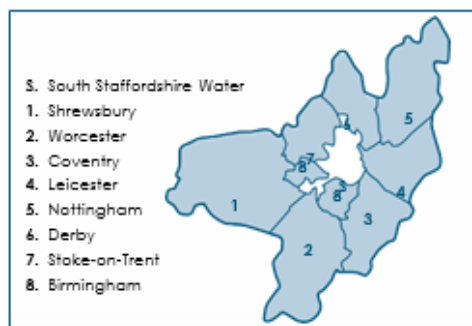 S. South Staffordshire Water
1. Shrewsbury
2. Worcester
3. Coventry
4. Leicester
5. Nottingham
6. Derby
7. Stoke-on-Trent
8. Birmingham
5
7
8
4
8
1
3
2